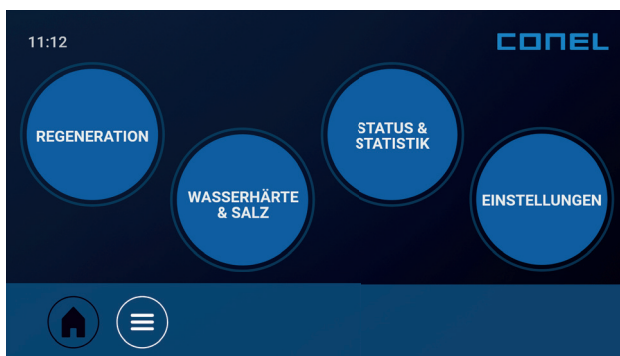 11:12
CONEL
REGENERATION
WASSERHÄRTE
& SALZ
STATUS &
STATISTIK
EINSTELLUNGEN